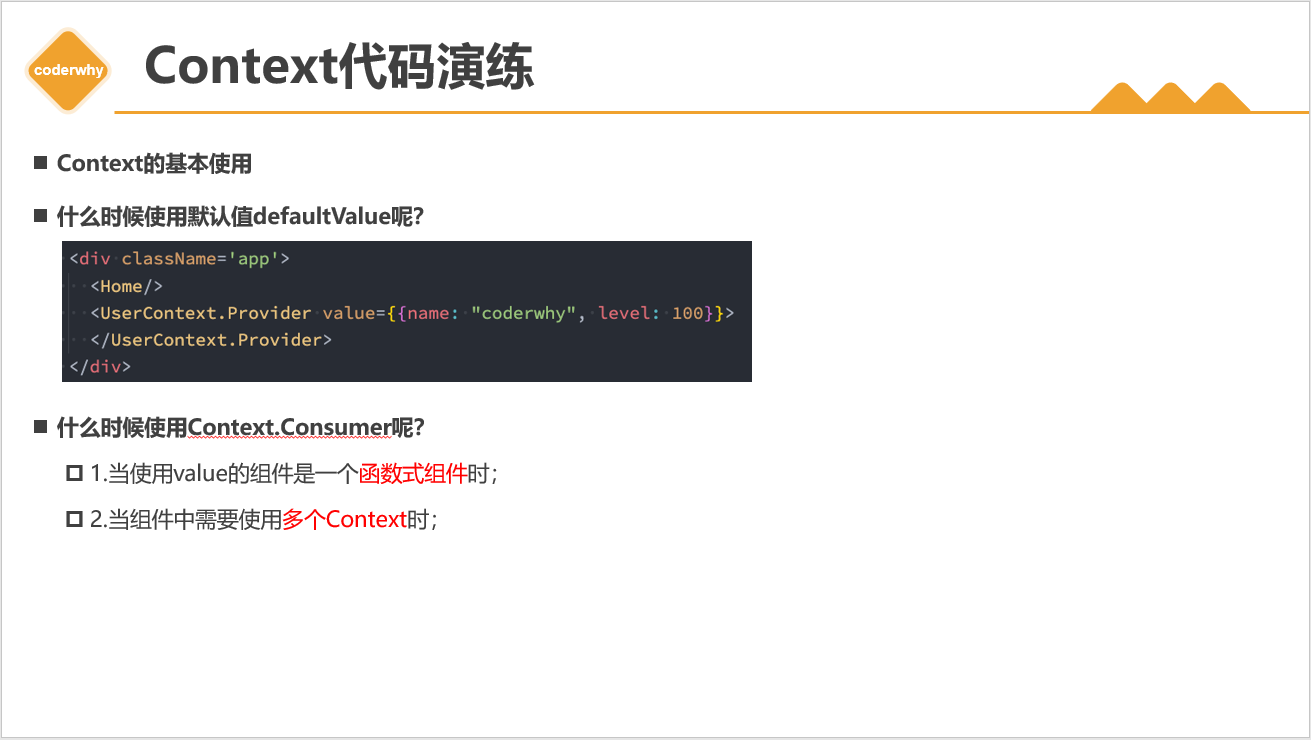 coderwhy
Context代码演练
Context的基本使用
什么时候使用默认值defaultValue呢?
<div className='app'>
<Home/>
<UserContext.Provider value={{name: "coderwhy", level: 100}}>
</UserContext.Provider>
</div>
什么时候使用Context.Consumer呢?
1.当使用value的组件是一个函数式组件时;
2.当组件中需要使用多个Context时;